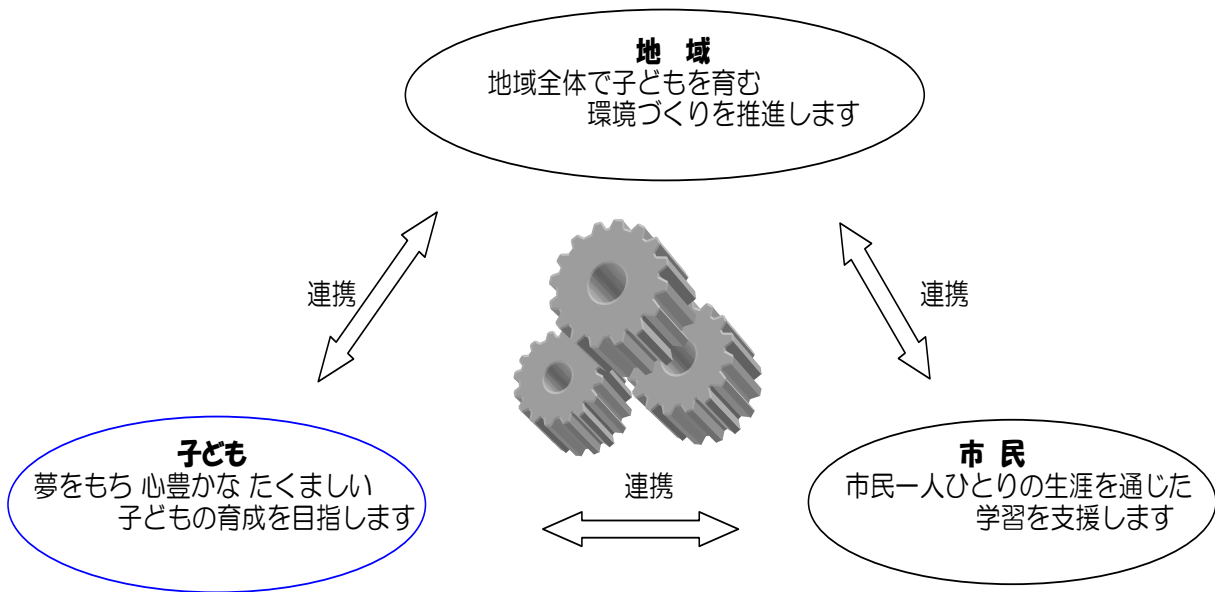 地 域
地域全体で子どもを育む
環境づくりを推進します
連携
連携
子ども
夢をもち 心豊かな たくましい
子どもの育成を目指します
連携
市 民
市民一人ひとりの生涯を通じた
学習を支援します